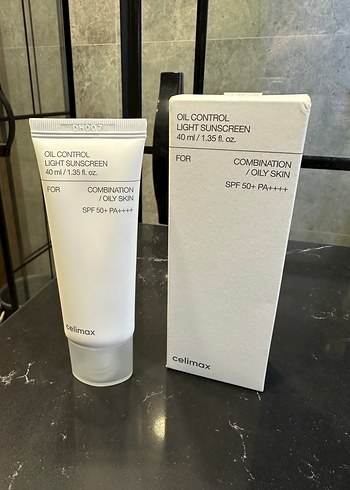 OIL CONTROL
LIGHT SUNSCREEN
40 ml / 1.35 fl. oz.
FOR COMBINATION
/ OILY SKIN
SPF 50+ PA++++
celimax
OIL CONTROL
LIGHT SUNSCREEN
40 ml / 1.35 fl. oz.
FOR COMBINATION
/ OILY SKIN
SPF 50+ PA++++
celimax